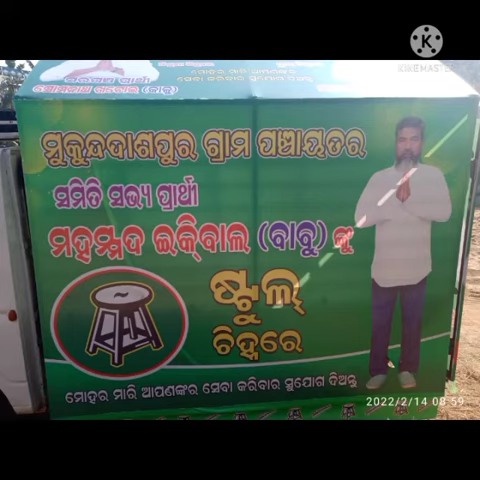 KINEMASTER
ମୁକୁନ୍ଦଦାଶପୁର ଗ୍ରାମ ପଞ୍ଚାୟତର
ସମିତି ସଭ୍ୟ ପ୍ରାର୍ଥୀ
ମହମ୍ମଦ ଇକ୍‌ବାଲ (ବାବୁ) ଙ୍କୁ
ଷ୍ଟୁଲ୍
ଚିହ୍ନରେ
ମୋହର ମାରି ଆପଣଙ୍କର ସେବା କରିବାର ସୁଯୋଗ ଦିଅନ୍ତୁ
2022/2/14 08:59